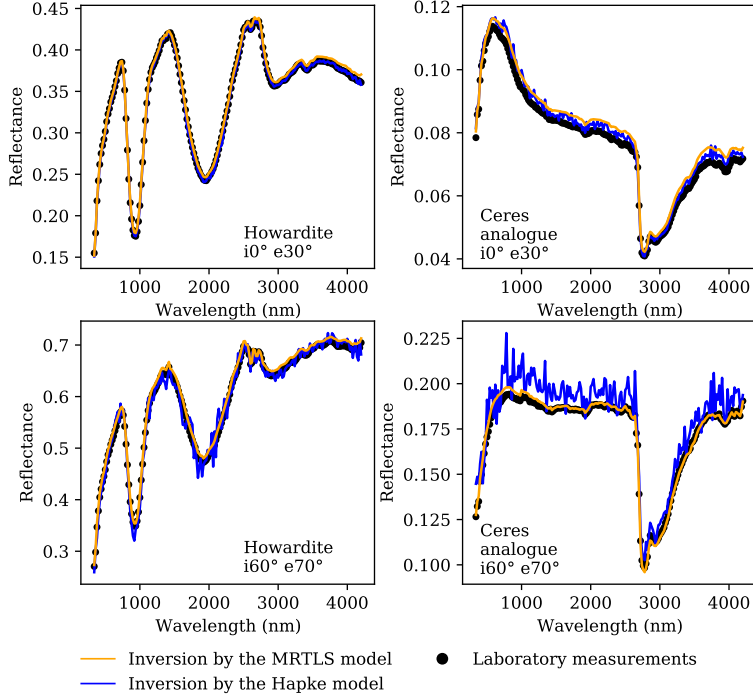 0.45
0.40
0.35
0.30
0.25
0.20
0.15
Reflectance
Howardite
i0° e30°
1000 2000 3000 4000
Wavelength (nm)
0.12
0.10
0.08
0.06
0.04
Reflectance
Ceres
analogue
i0° e30°
1000 2000 3000 4000
Wavelength (nm)
0.7
0.6
0.5
0.4
0.3
Reflectance
Howardite
i60° e70°
1000 2000 3000 4000
Wavelength (nm)
0.225
0.200
0.175
0.150
0.125
0.100
Reflectance
Ceres
analogue
i60° e70°
1000 2000 3000 4000
Wavelength (nm)
Inversion by the MRTLS model
Inversion by the Hapke model
Laboratory measurements